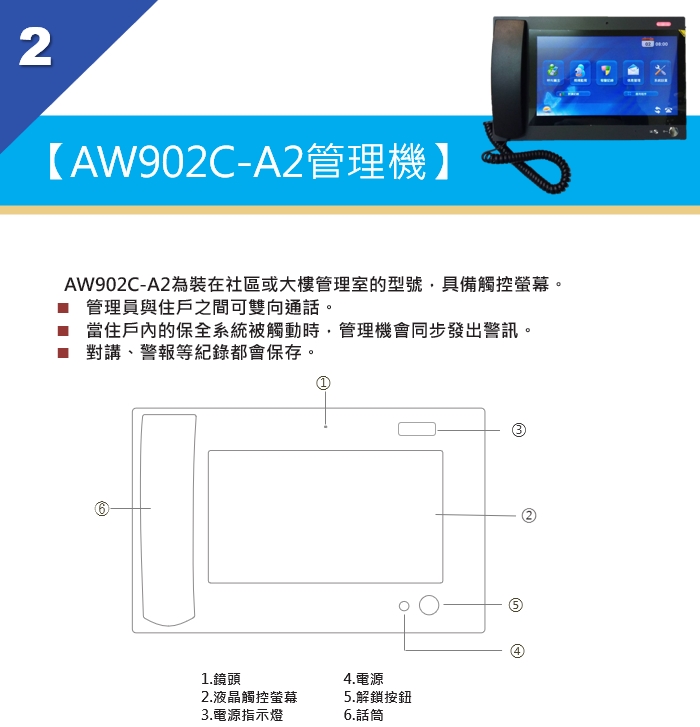 2
【AW902C-A2管理機】
AW902C-A2為裝在社區或大樓管理室的型號，具備觸控螢幕。
■ 管理員與住戶之間可雙向通話。
■ 當住戶內的保全系統被觸動時，管理機會同步發出警訊。
■ 對講、警報等紀錄都會保存。
①
③
⑥
②
⑤
④
1.鏡頭 4.電源
2.液晶觸控螢幕 5.解鎖按鈕
3.電源指示燈 6.話筒